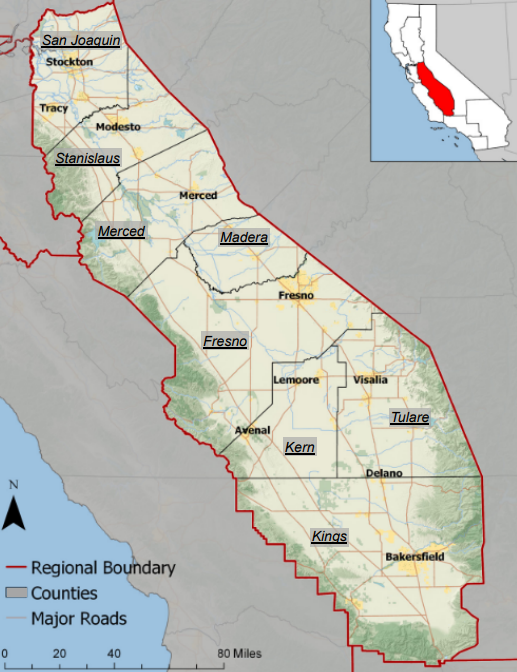 San Joaquin
Stockton
Tracy
Modesto
Stanislaus
Merced
Merced
Madera
Fresno
Fresno
Lemoore
Visalia
Tulare
Avenal
Kern
Delano
Kings
Bakersfield
N
Regional Boundary
Counties
Major Roads
0 20 40 80 Miles